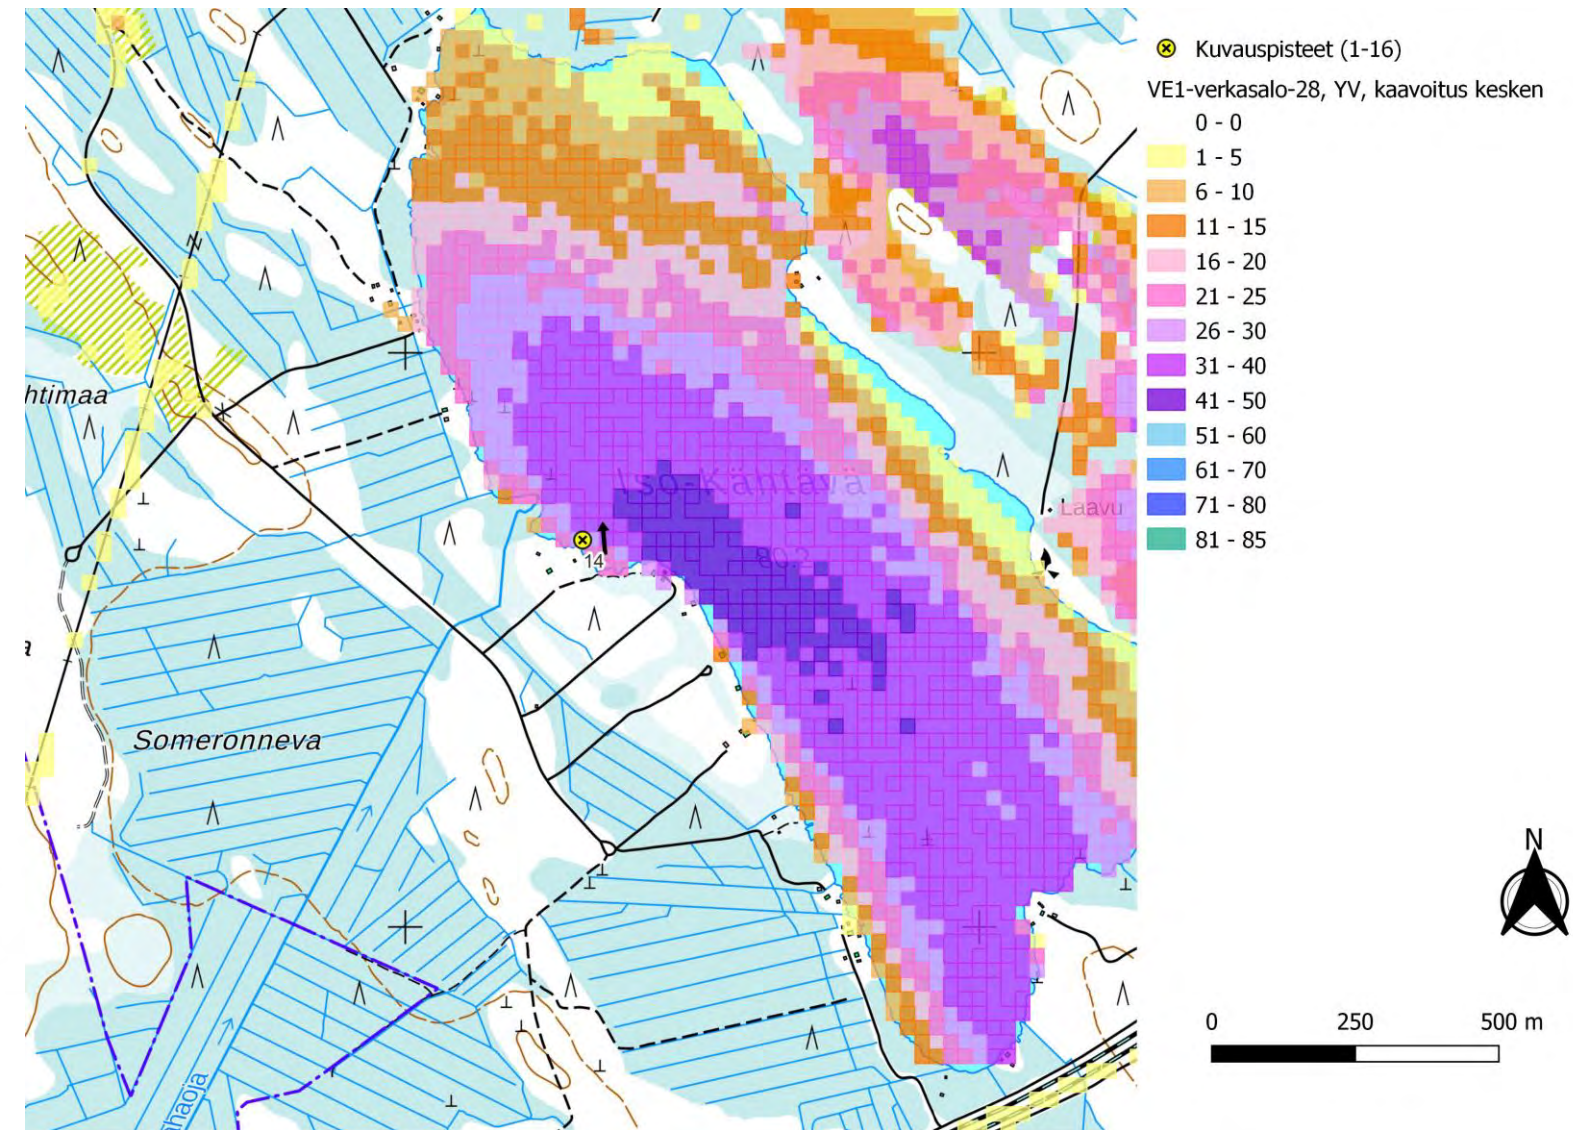 Kuvauspisteet (1-16)
VE1-verkasalo-28, YV, kaavoitus kesken
0 - 0
1 - 5
6 - 10
11 - 15
16 - 20
21 - 25
26 - 30
31 - 40
41 - 50
51 - 60
61 - 70
71 - 80
81 - 85
htimaa
Iso-Kähtävä
Laavu
80.2
14
a
Someronneva
haoja
N
0 250 500 m